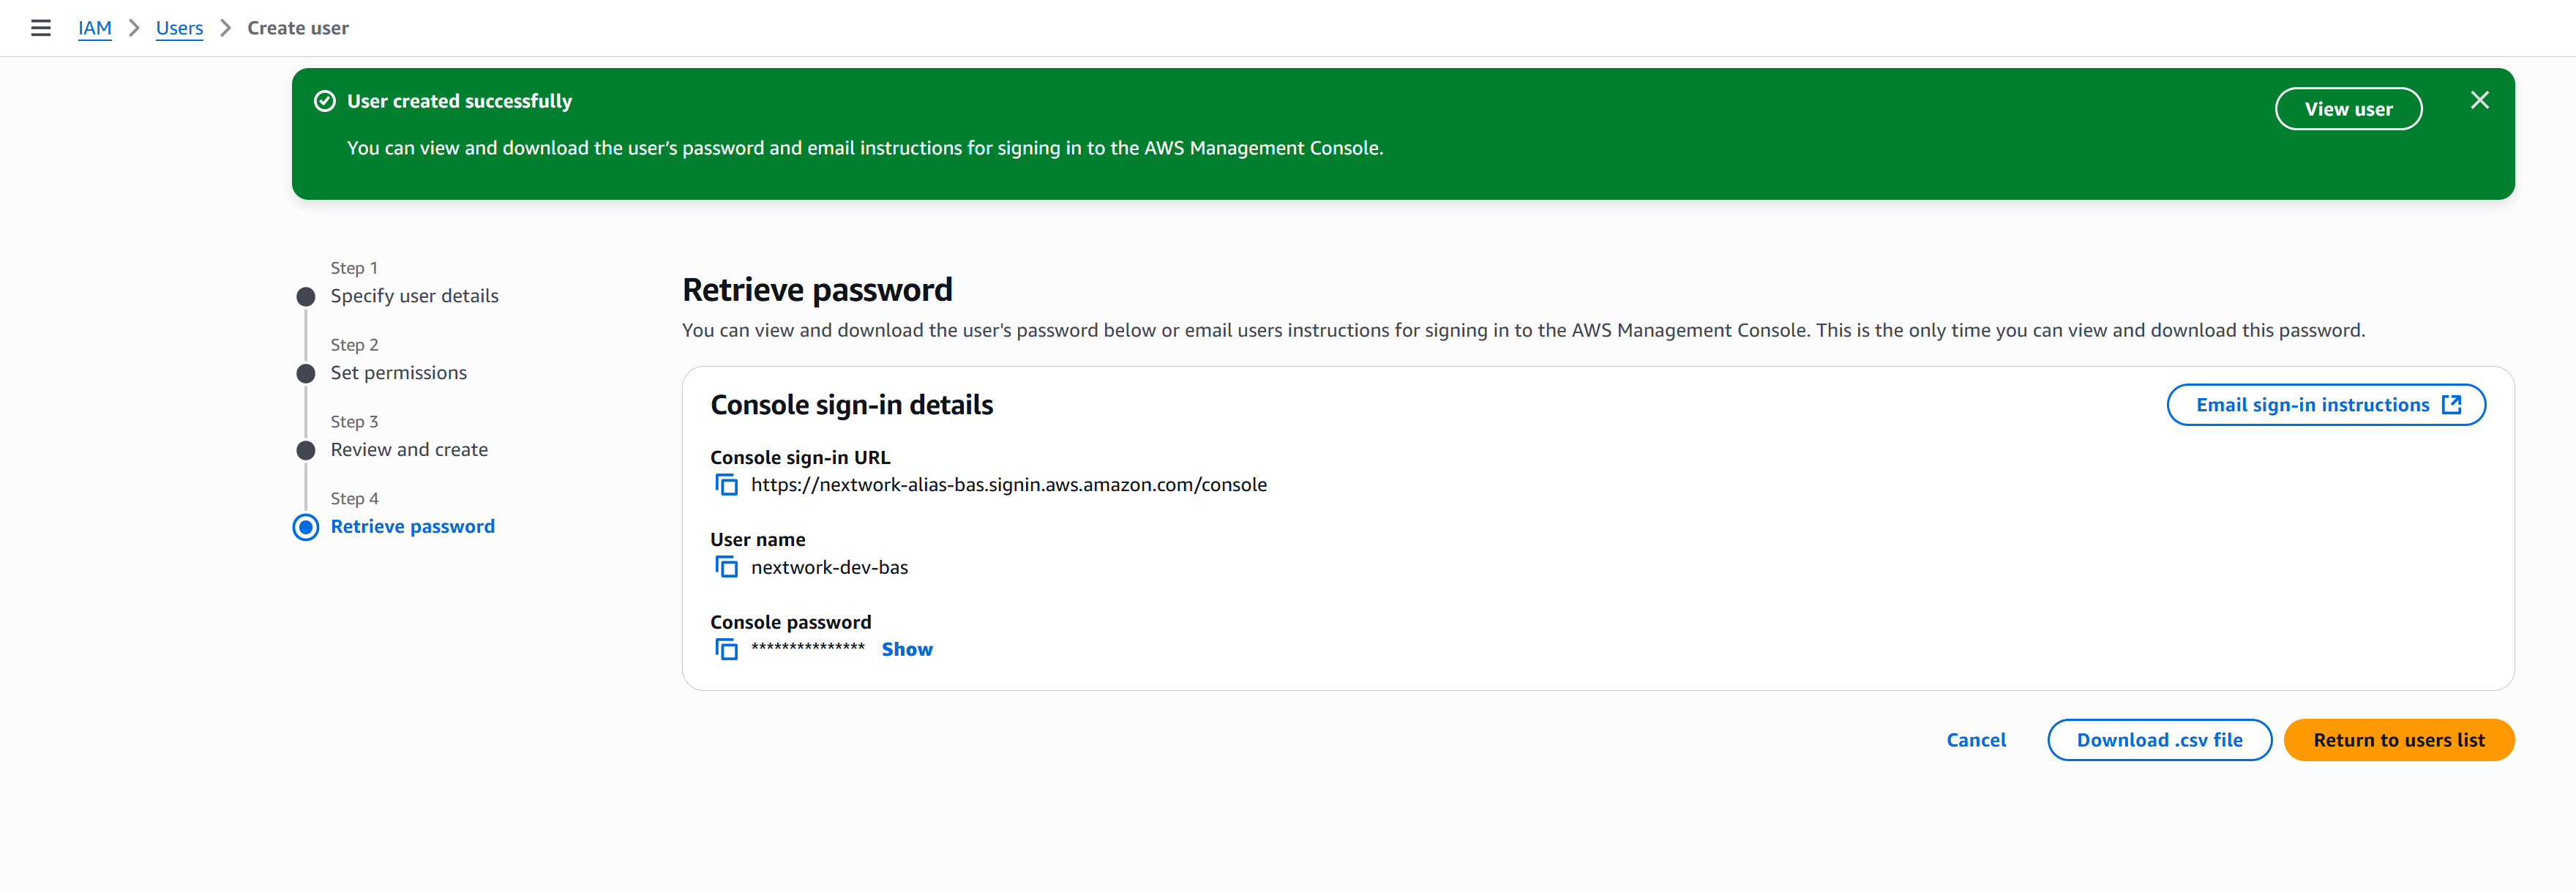 IAM > Users > Create user
User created successfully
View user
You can view and download the user's password and email instructions for signing in to the AWS Management Console.
Step 1
Specify user details
Step 2
Set permissions
Step 3
Review and create
Step 4
Retrieve password
Retrieve password
You can view and download the user's password below or email users instructions for signing in to the AWS Management Console. This is the only time you can view and download this password.
Console sign-in details
Email sign-in instructions
Console sign-in URL
https://nextwork-alias-bas.signin.aws.amazon.com/console
User name
nextwork-dev-bas
Console password
*************** Show
Cancel
Download .csv file
Return to users list